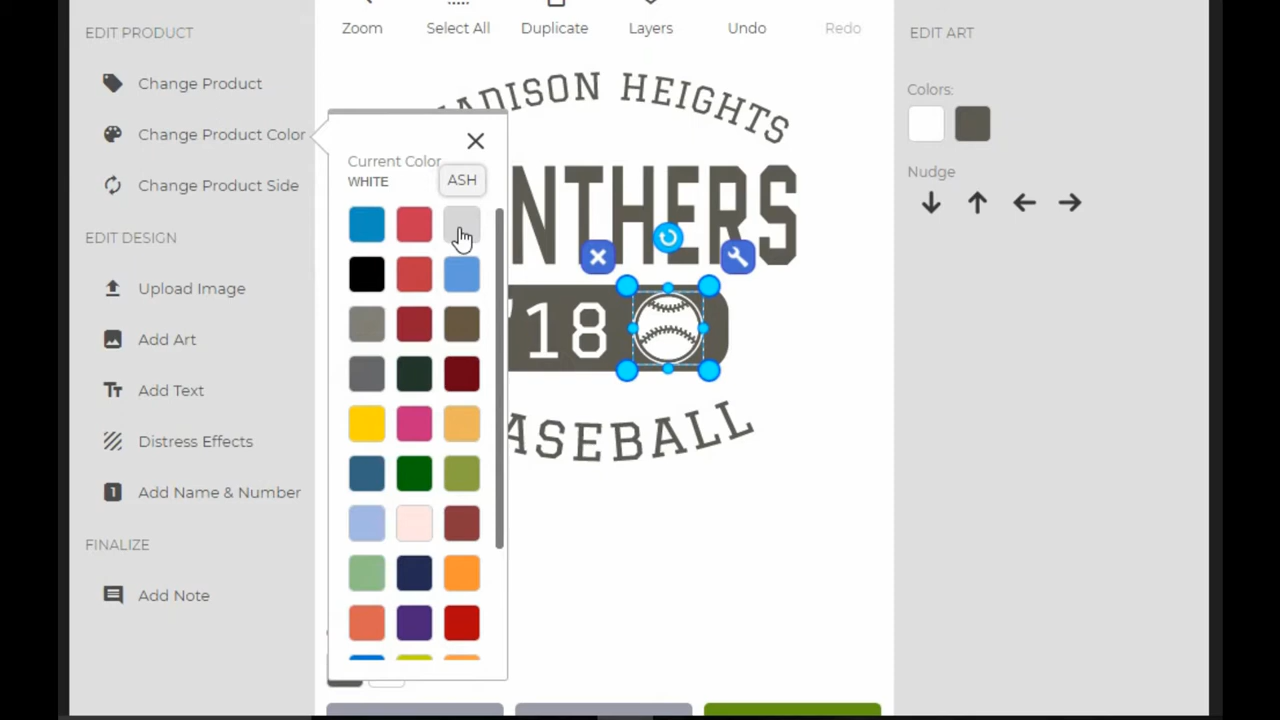 EDIT PRODUCT
Change Product
Change Product Color
Change Product Side
EDIT DESIGN
Upload Image
Add Art
Add Text
Distress Effects
Add Name & Number
FINALIZE
Add Note
Zoom
Select All
Duplicate
Layers
Undo
Redo
Current Color
WHITE
ASH
ADISON HEIGHTS
NTHERS
'18
ASEBALL
EDIT ART
Colors:
Nudge